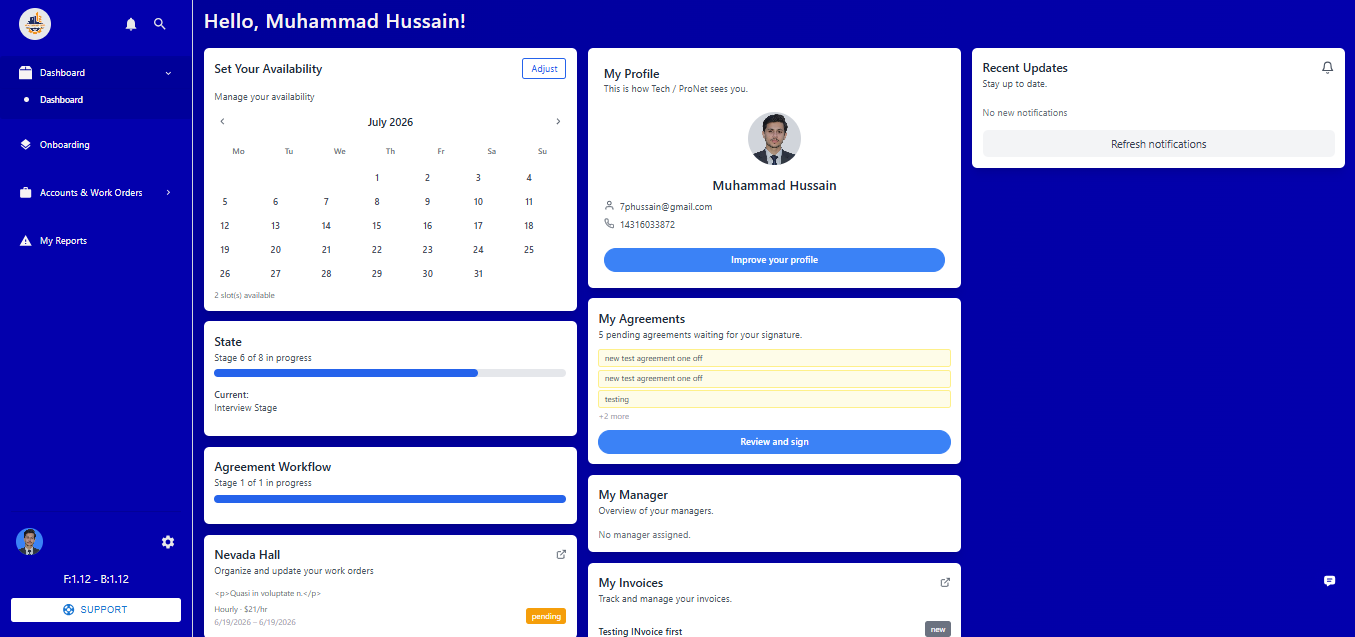 Hello, Muhammad Hussain!
Dashboard
Dashboard
Onboarding
Accounts & Work Orders
My Reports
F:1.12 - B:1.12
SUPPORT
Set Your Availability
Adjust
Manage your availability
July 2026
Mo Tu We Th Fr Sa Su
1 2 3 4
5 6 7 8 9 10 11
12 13 14 15 16 17 18
19 20 21 22 23 24 25
26 27 28 29 30 31
2 slot(s) available
State
Stage 6 of 8 in progress
Current:
Interview Stage
Agreement Workflow
Stage 1 of 1 in progress
Nevada Hall
Organize and update your work orders
<p>Quasi in voluptate n.</p>
Hourly · $21/hr
6/19/2026 – 6/19/2026
pending
My Profile
This is how Tech / ProNet sees you.
Muhammad Hussain
7phussain@gmail.com
14316033872
Improve your profile
My Agreements
5 pending agreements waiting for your signature.
new test agreement one off
new test agreement one off
testing
+2 more
Review and sign
My Manager
Overview of your managers.
No manager assigned.
My Invoices
Track and manage your invoices.
Testing INvoice first
new
Recent Updates
Stay up to date.
No new notifications
Refresh notifications